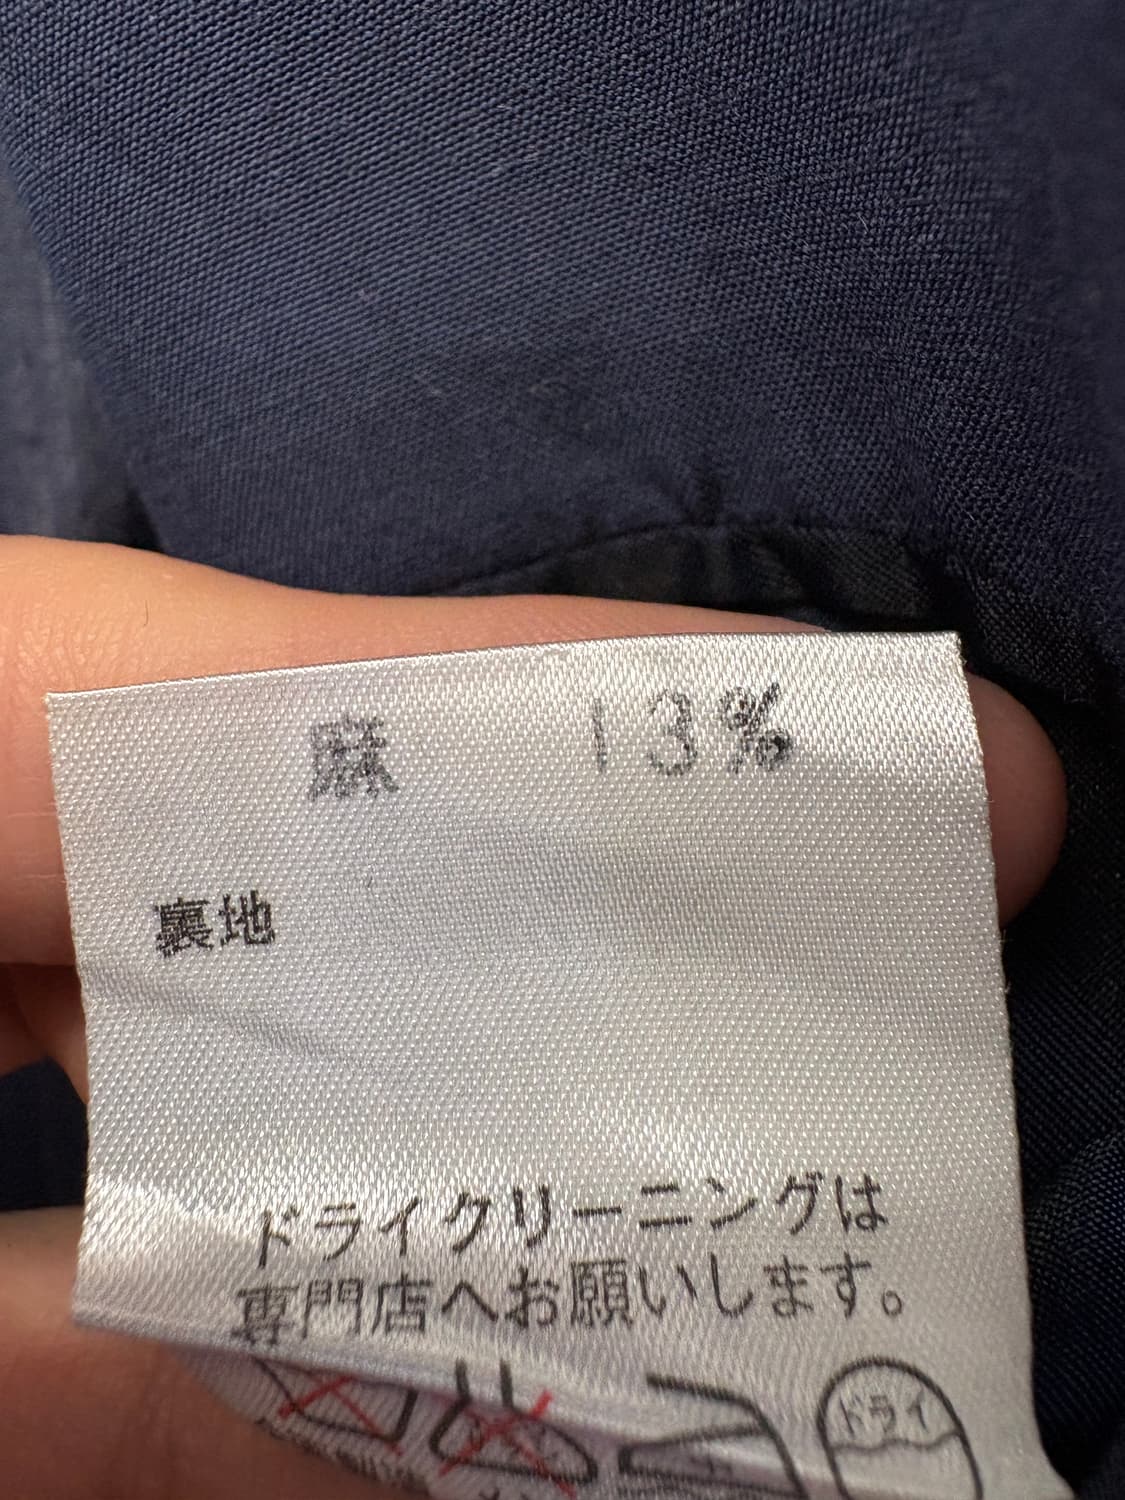 麻 13%
裏地
ドライクリーニングは
専門店へお願いします。
ドライ